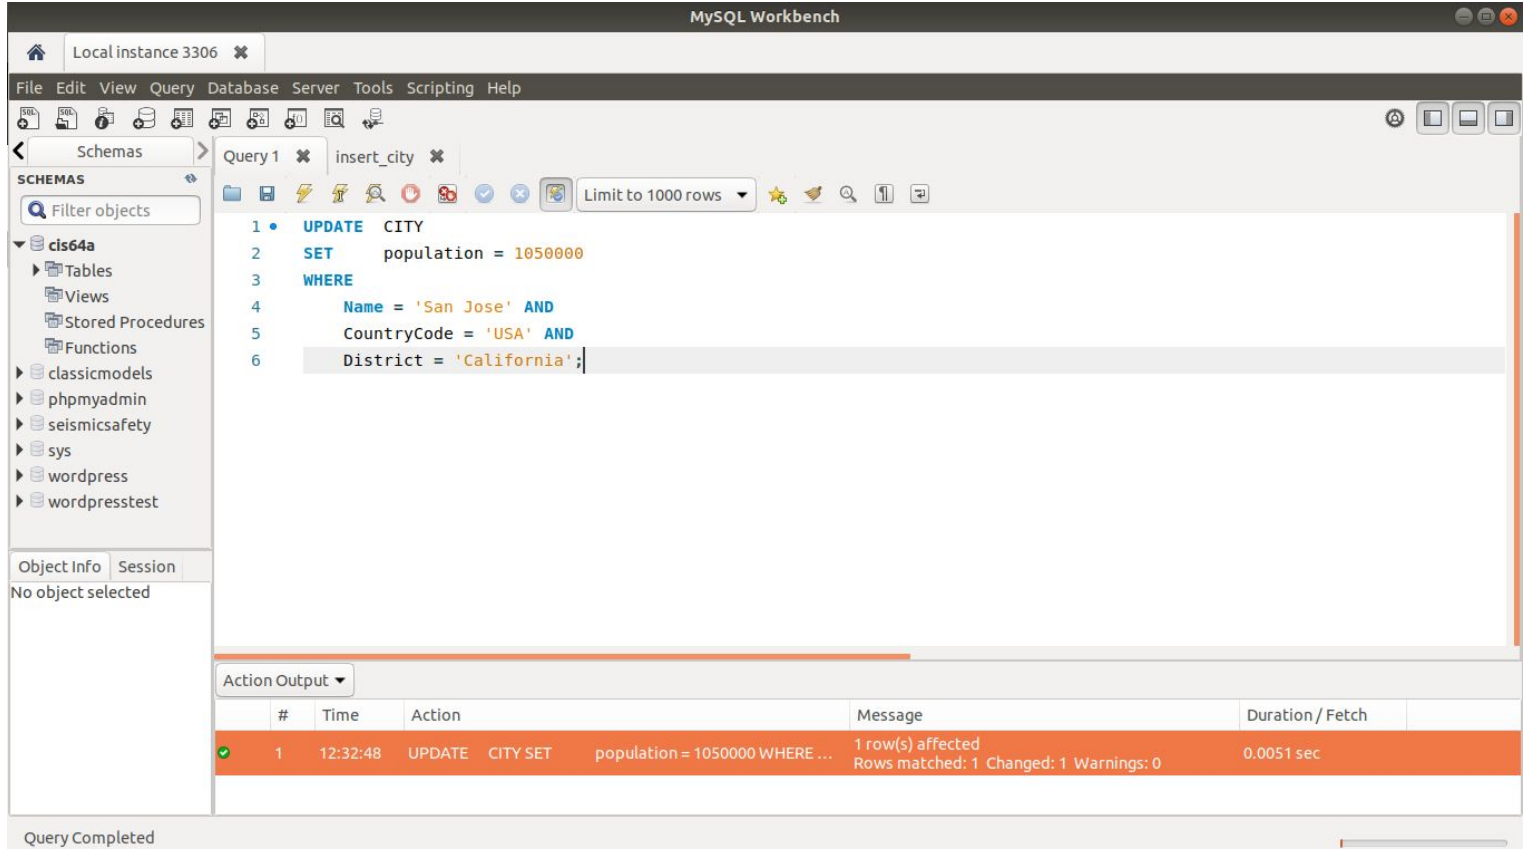 MySQL Workbench
Local instance 3306
File Edit View Query Database Server Tools Scripting Help
Schemas
SCHEMAS
Filter objects
cis64a
Tables
Views
Stored Procedures
Functions
classicmodels
phpmyadmin
seismicsafety
sys
wordpress
wordpresstest
Object Info Session
No object selected
Query 1 insert_city
Limit to 1000 rows
1 UPDATE CITY
2 SET population = 1050000
3 WHERE
4 Name = 'San Jose' AND
5 CountryCode = 'USA' AND
6 District = 'California';
Action Output
# Time Action Message Duration / Fetch
1 12:32:48 UPDATE CITY SET population = 1050000 WHERE ... 1 row(s) affected 0.0051 sec
Rows matched: 1 Changed: 1 Warnings: 0
Query Completed